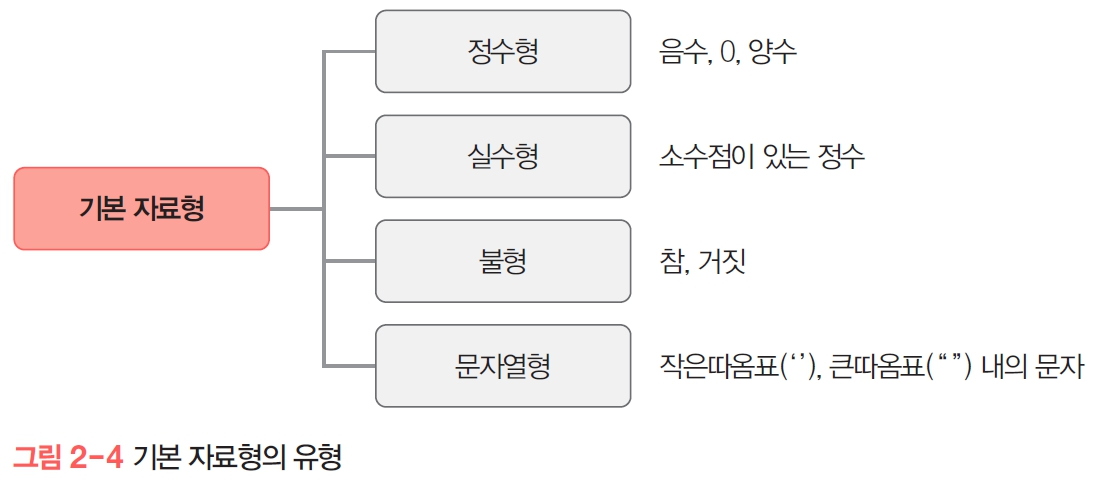 정수형 음수, 0, 양수
실수형 소수점이 있는 정수
기본 자료형
불형 참, 거짓
문자열형 작은따옴표(‘’), 큰따옴표(“ ”) 내의 문자
그림 2-4 기본 자료형의 유형